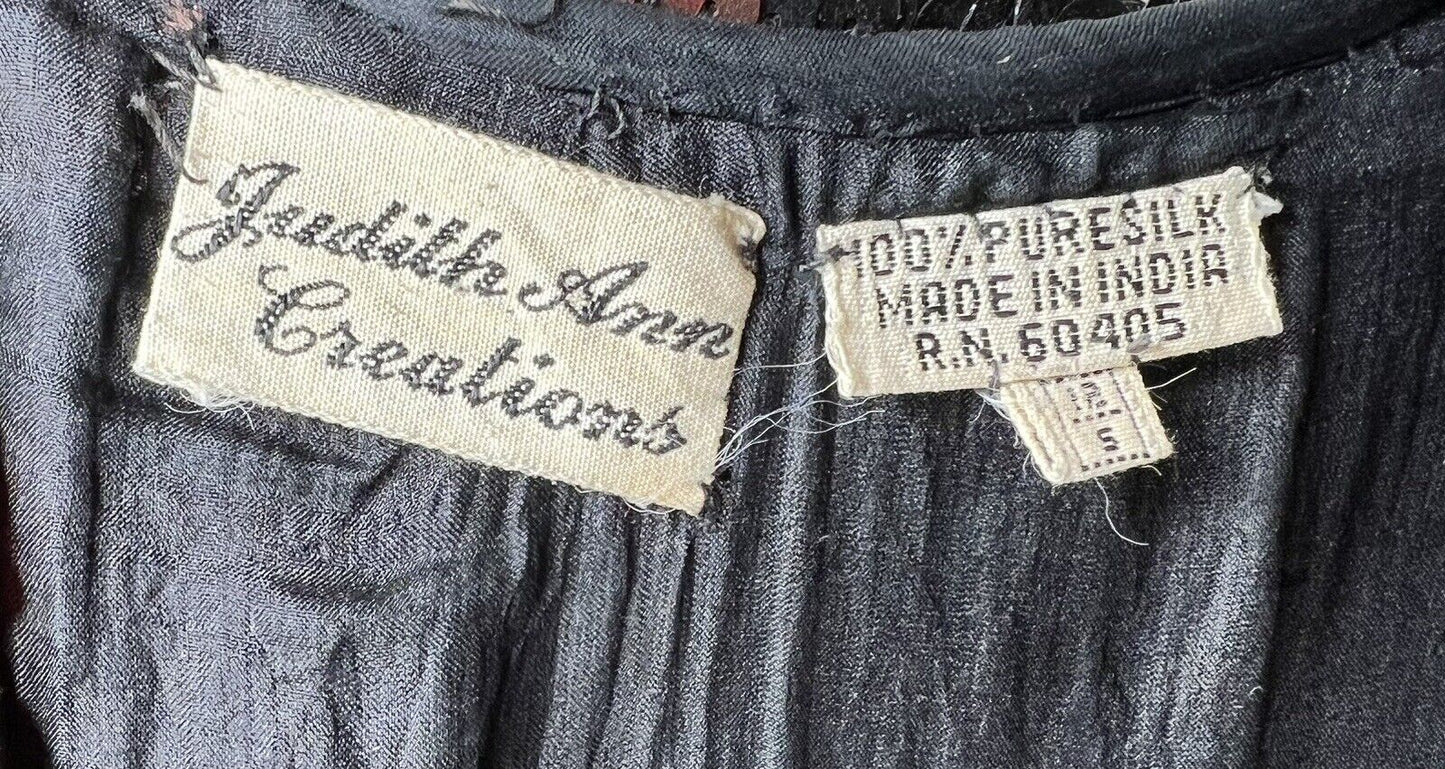 Judith Ann
Creations
100% PURE SILK
MADE IN INDIA
R.N. 60405
S